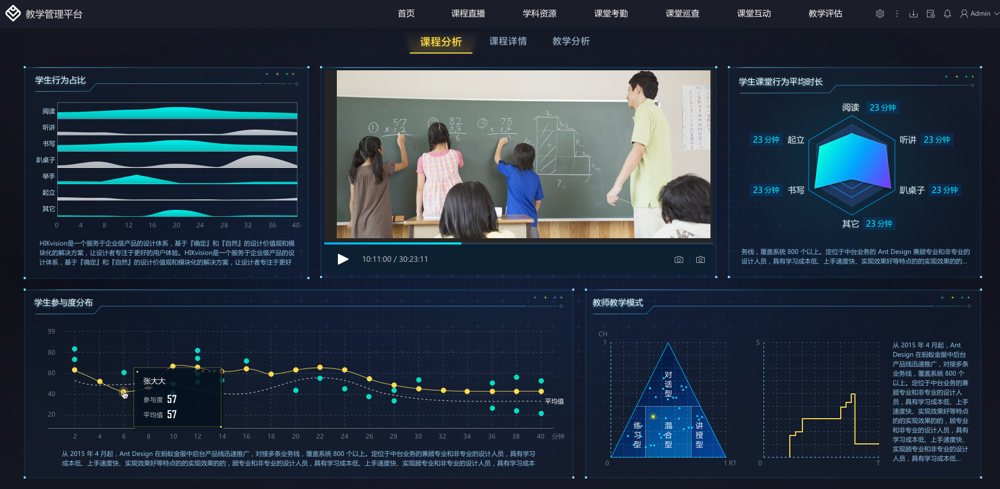 教学管理平台
首页 课程直播 学科资源 课堂考勤 课堂巡查 课堂互动 教学评估 Admin
课程分析 课程详情 教学分析
学生行为占比
阅读
听讲
书写
趴桌子
举手
起立
其它
0 4 8 12 16 20 24 28 32 36 40
HIKvision是一个服务于企业级产品的设计体系，基于『确定』和『自然』的设计价值观和模
块化的解决方案，让设计者专注于更好的用户体验。HIKvision是一个服务于企业级产品的设
计体系，基于『确定』和『自然』的设计价值观和模块化的解决方案，让设计者专注于更好
① 57
x 0.2
② 82
0.3
6
③ 75
x 0.4
0
10:11:00 / 30:23:11
学生课堂行为平均时长
阅读 23 分钟
23 分钟 起立
听讲 23 分钟
23 分钟 书写
趴桌子 23 分钟
其它 23 分钟
务线，覆盖系统 800 个以上。定位于中台业务的 Ant Design 兼顾专业和非专业的
设计人员，具有学习成本低、上手速度快、实现效果好等特点的的实现效果的的...
学生参与度分布
99
80
60
40
20
张大大
参与度 57
平均值 57
平均值
2 4 6 8 10 12 14 16 18 20 22 24 26 28 30 32 34 36 38 40 分钟
从 2015 年 4 月起，Ant Design 在蚂蚁金服中后台产品线迅速推广，对接多条业务线，覆盖系统 800 个以上。定位于中台业务的兼顾专业和非专业的设计人员，具有学习
成本低、上手速度快、实现效果好等特点的的实现效果的的，顾专业和非专业的设计人员，具有学习成本低、上手速度快、实现顾专业和非专业的设计人员，具有学习成本
教师教学模式
CH
1
对话型
练习型
混合型
讲授型
0 1 RT
S
0 T
从 2015 年 4 月起，Ant
Design 在蚂蚁金服中后台
产品线迅速推广，对接多条
业务线，覆盖系统 800 个
以上。定位于中台业务的兼
顾专业和非专业的设计人
员，具有学习成本低、上手
速度快、实现效果好等特点
的的实现效果的的，顾专业
和非专业的设计人员，具有
学习成本低、上手速度快、
实现顾专业和非专业的设计
人员，具有学习成本低...